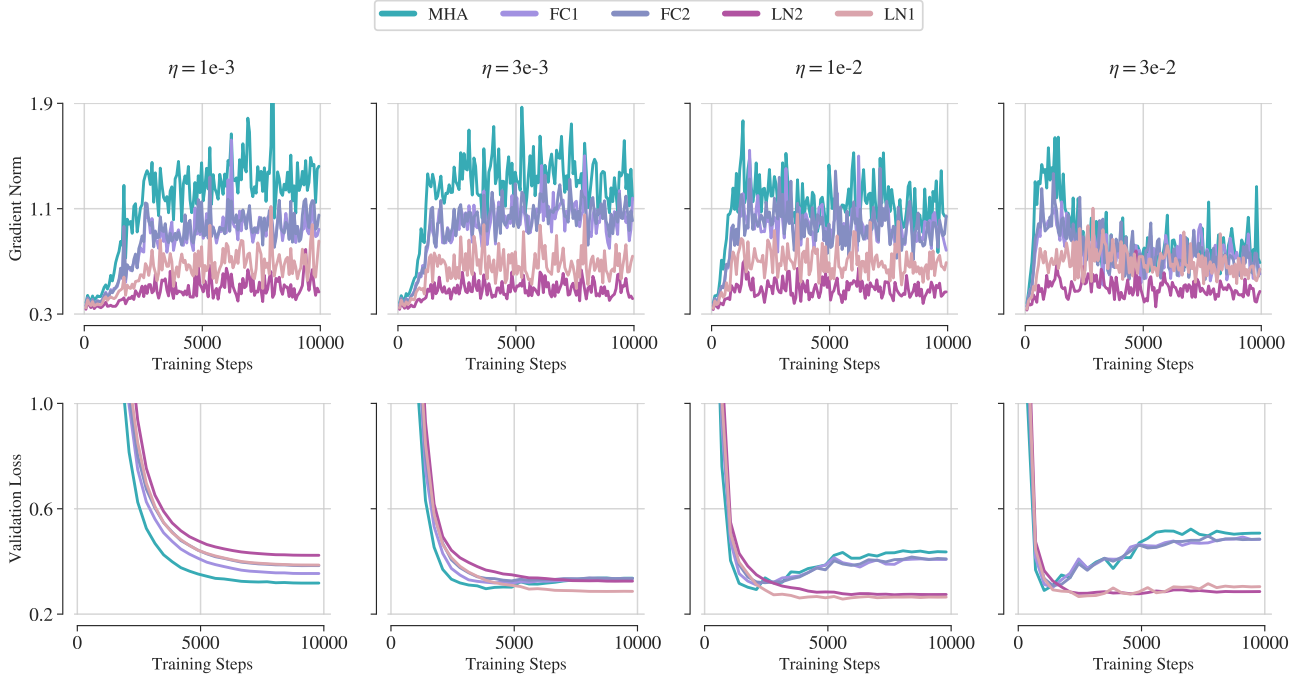 MHA FC1 FC2 LN2 LN1
η = 1e-3 η = 3e-3 η = 1e-2 η = 3e-2
Gradient Norm
1.9
1.1
0.3
0 5000 10000 0 5000 10000 0 5000 10000 0 5000 10000
Training Steps Training Steps Training Steps Training Steps
Validation Loss
1.0
0.6
0.2
0 5000 10000 0 5000 10000 0 5000 10000 0 5000 10000
Training Steps Training Steps Training Steps Training Steps